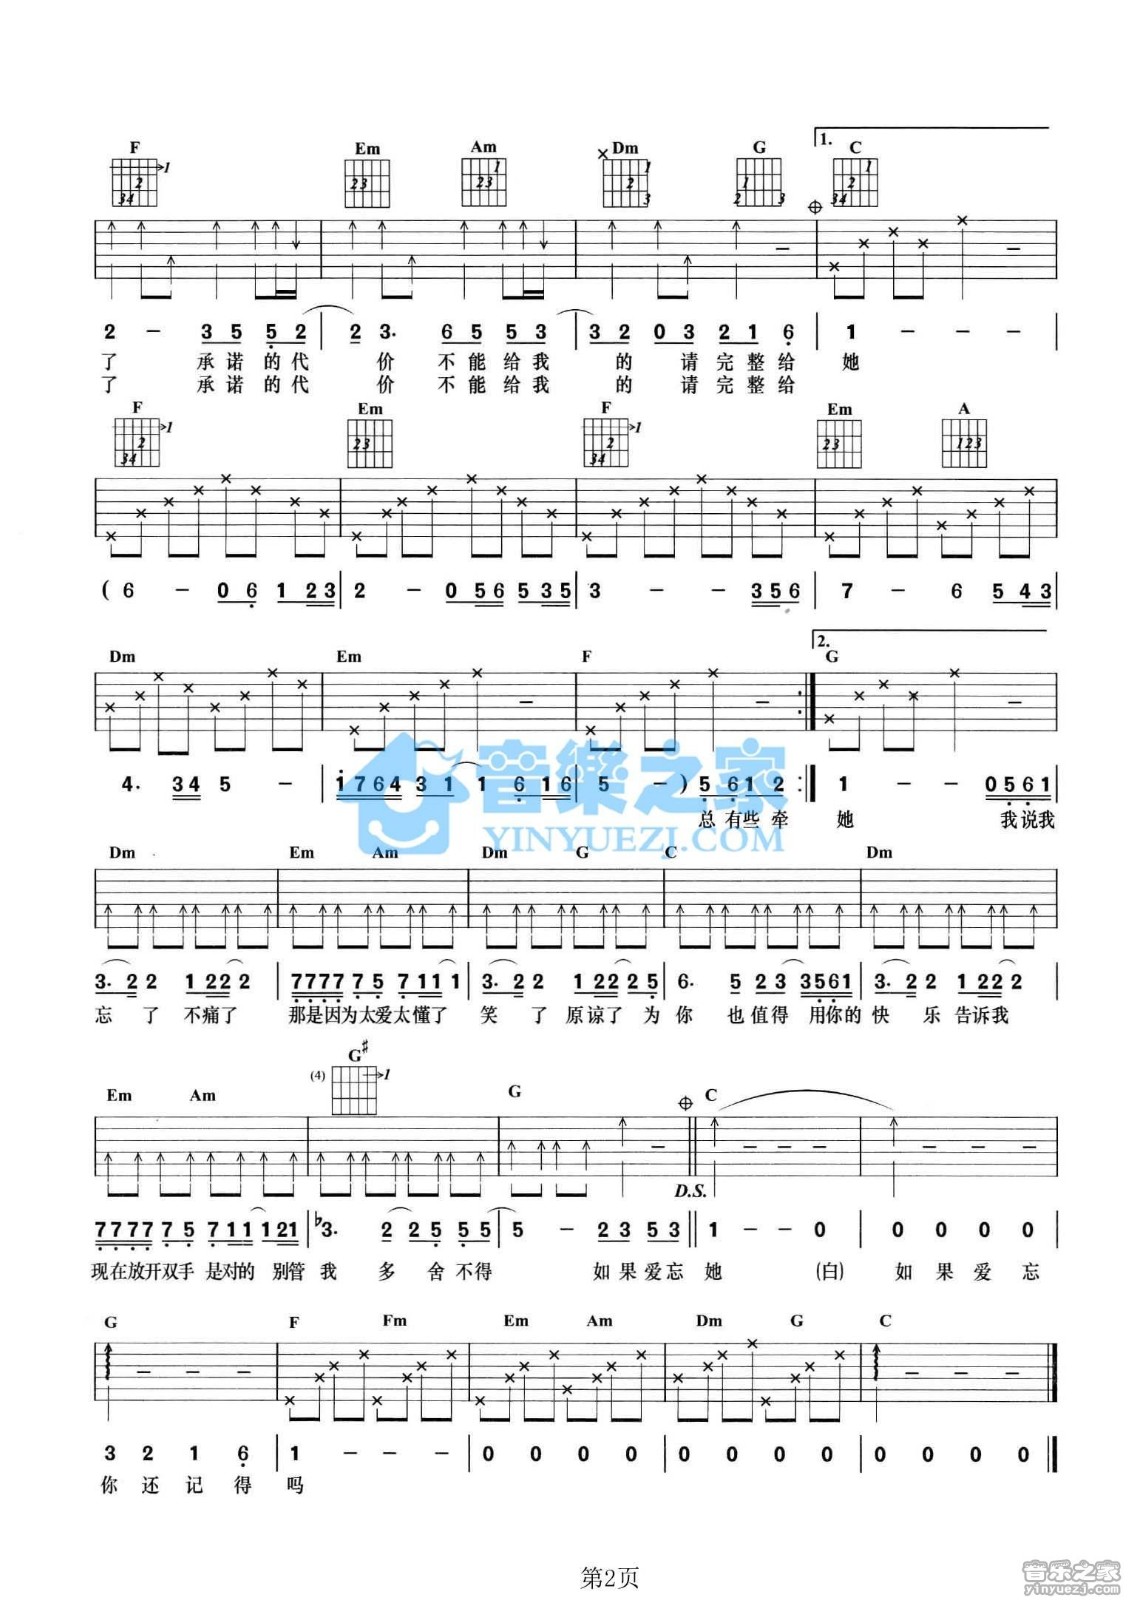 F Em Am Dm G 1. C
2 - 3 5 5 2 | 2 3. 6 5 5 3 | 3 2 0 3 2 1 6 | 1 - - -
了 承诺的代 价 不能给我 的 请完整给 她
了 承诺的代 价 不能给我 的 请完整给
F Em F Em A
( 6 - 0 6 1 2 3 | 2 - 0 5 6 5 3 5 | 3 - - 3 5 6 | 7 - 6 5 4 3 |
Dm Em F 2. G
4. 3 4 5 - | 1 7 6 4 3 1 1 6 1 6 | 5 - ) 5 6 1 2 :| 1 - - 0 5 6 1 |
总有些牵 她 我说我
音樂之家
YINYUEZJ.COM
Dm Em Am Dm G C Dm
3. 2 2 1 2 2 2 | 7 7 7 7 7 5 7 1 1 1 | 3. 2 2 1 2 2 2 5 | 6. 5 2 3 3 5 6 1 | 3. 2 2 1 2 2 2 |
忘了不痛了 那是因为太爱太懂了 笑了原谅了为你也值得 用你的快乐告诉我
Em Am (4) G# G C
D.S.
7 7 7 7 7 5 7 1 1 1 2 1 | ♭3. 2 2 5 5 5 | 5 - 2 3 5 3 || 1 - - 0 | 0 0 0 0 |
现在放开双手是对的别管我多舍不得 如果爱忘她 (白)如果爱忘
G F Fm Em Am Dm G C
3 2 1 6 | 1 - - - | 0 0 0 0 | 0 0 0 0 | 0 0 0 0 ||
你还记得吗
第2页
音乐之家
yinyuezj.com